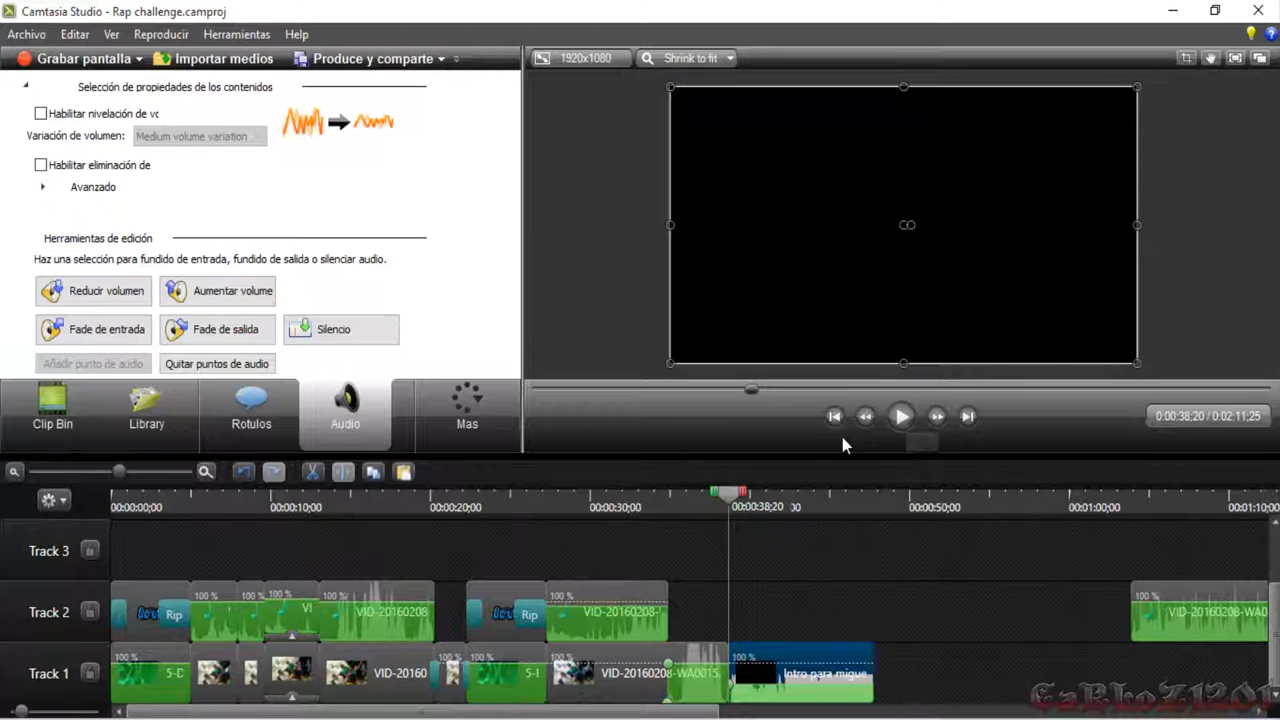 Camtasia Studio - Rap challenge.camproj
Archivo Editar Ver Reproducir Herramientas Help
Grabar pantalla Importar medios Produce y comparte
1920x1080 Shrink to fit
Selección de propiedades de los contenidos
Habilitar nivelación de vc
Variación de volumen: Medium volume variation
Habilitar eliminación de
Avanzado
Herramientas de edición
Haz una selección para fundido de entrada, fundido de salida o silenciar audio.
Reducir volumen Aumentar volume
Fade de entrada Fade de salida Silencio
Añadir punto de audio Quitar puntos de audio
Clip Bin Library Rotulos Audio Mas
0:00:38;20 / 0:02:11;25
00:00:00;00 00:00:10;00 00:00:20;00 00:00:30;00 00:00:38;20 00:00:50;00 00:01:00;00 00:01:10;00
Track 3
Track 2 Rip 100 % 100 % 100 % VI 100 % VID-20160208 Rip 100 % VID-20160208- 100 % VID-20160208-WA0
Track 1 100 % 5-D VID-20160 100 % 5-I 100 % VID-20160208-WA0015. 100 % Intro para migue
CaRLoZ120f